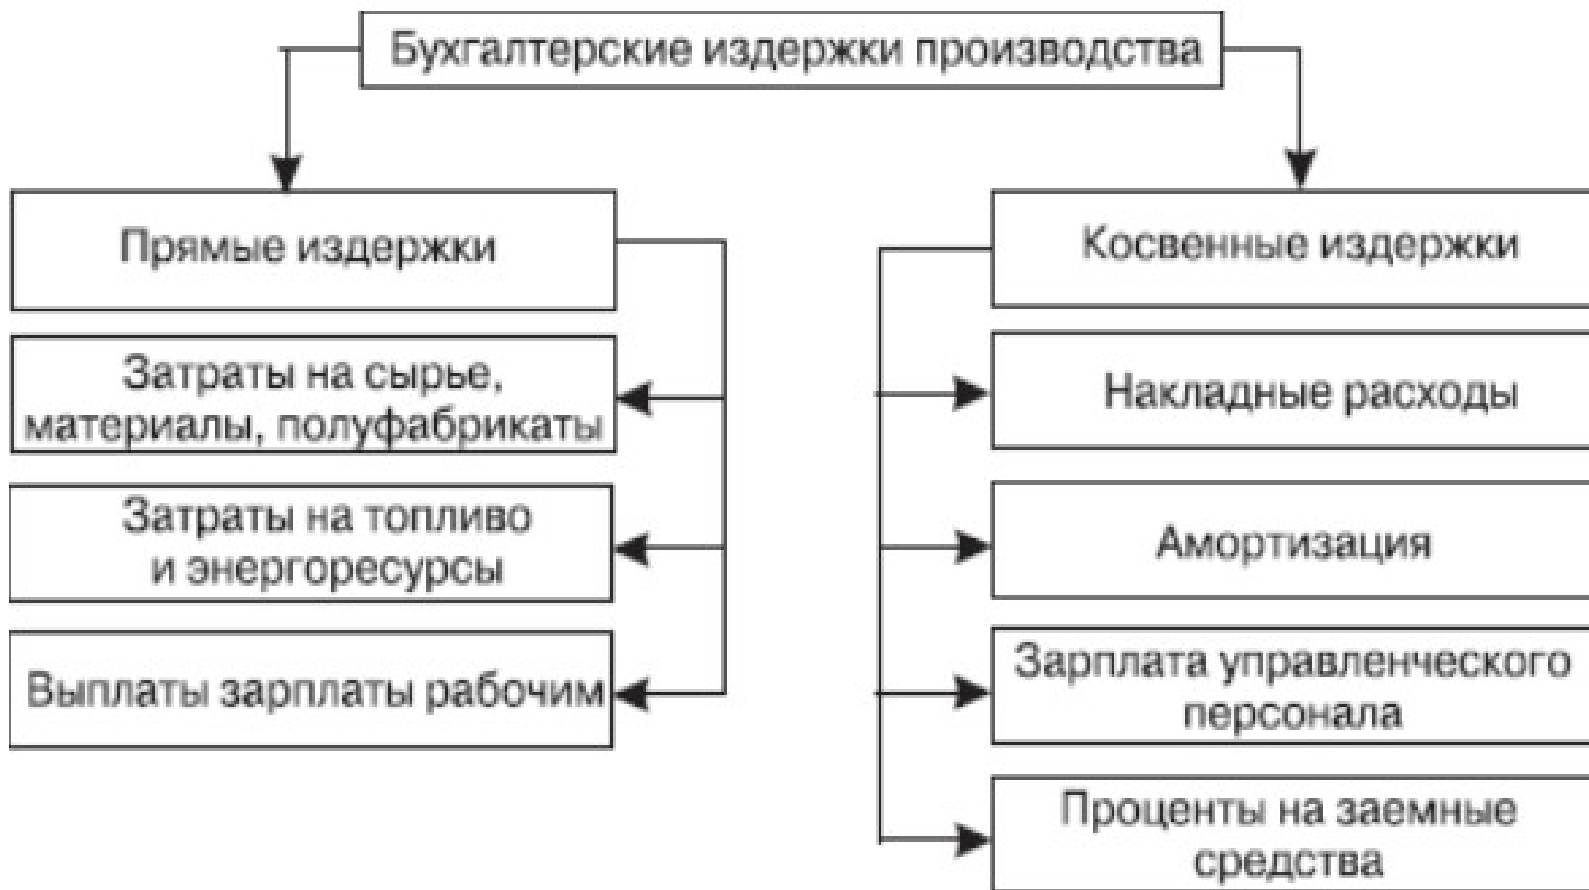 Бухгалтерские издержки производства
Прямые издержки
Затраты на сырье,
материалы, полуфабрикаты
Затраты на топливо
и энергоресурсы
Выплаты зарплаты рабочим
Косвенные издержки
Накладные расходы
Амортизация
Зарплата управленческого
персонала
Проценты на заемные
средства